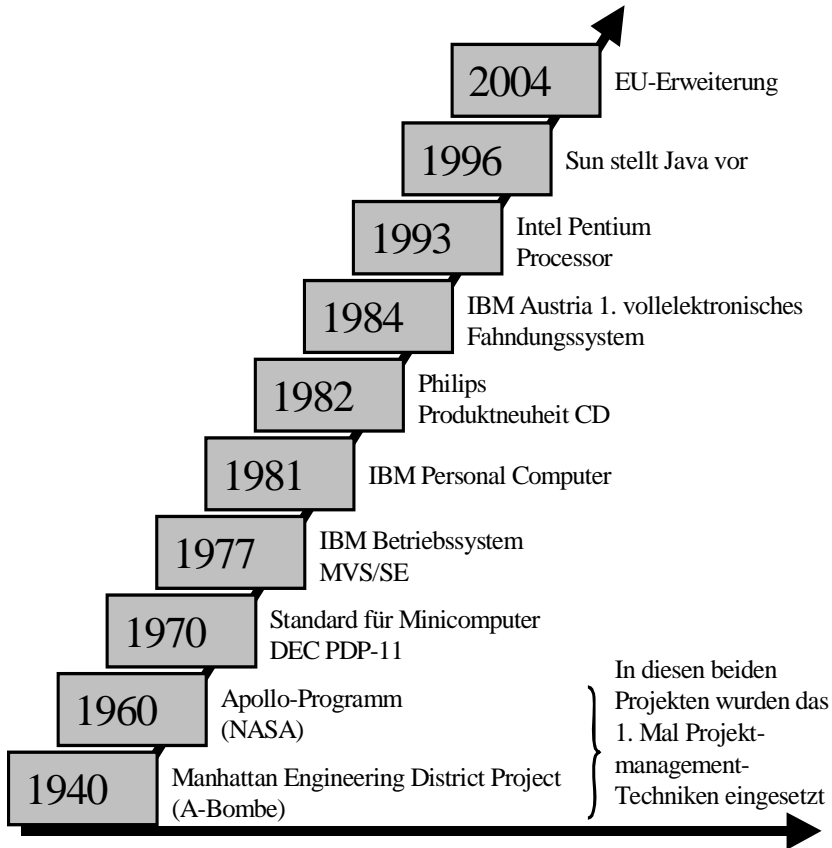 2004
EU-Erweiterung
1996
Sun stellt Java vor
1993
Intel Pentium
Processor
1984
IBM Austria 1. vollelektronisches
Fahndungssystem
1982
Philips
Produktneuheit CD
1981
IBM Personal Computer
1977
IBM Betriebssystem
MVS/SE
1970
Standard für Minicomputer
DEC PDP-11
1960
Apollo-Programm
(NASA)
1940
Manhattan Engineering District Project
(A-Bombe)
In diesen beiden
Projekten wurden das
1. Mal Projekt-
management-
Techniken eingesetzt